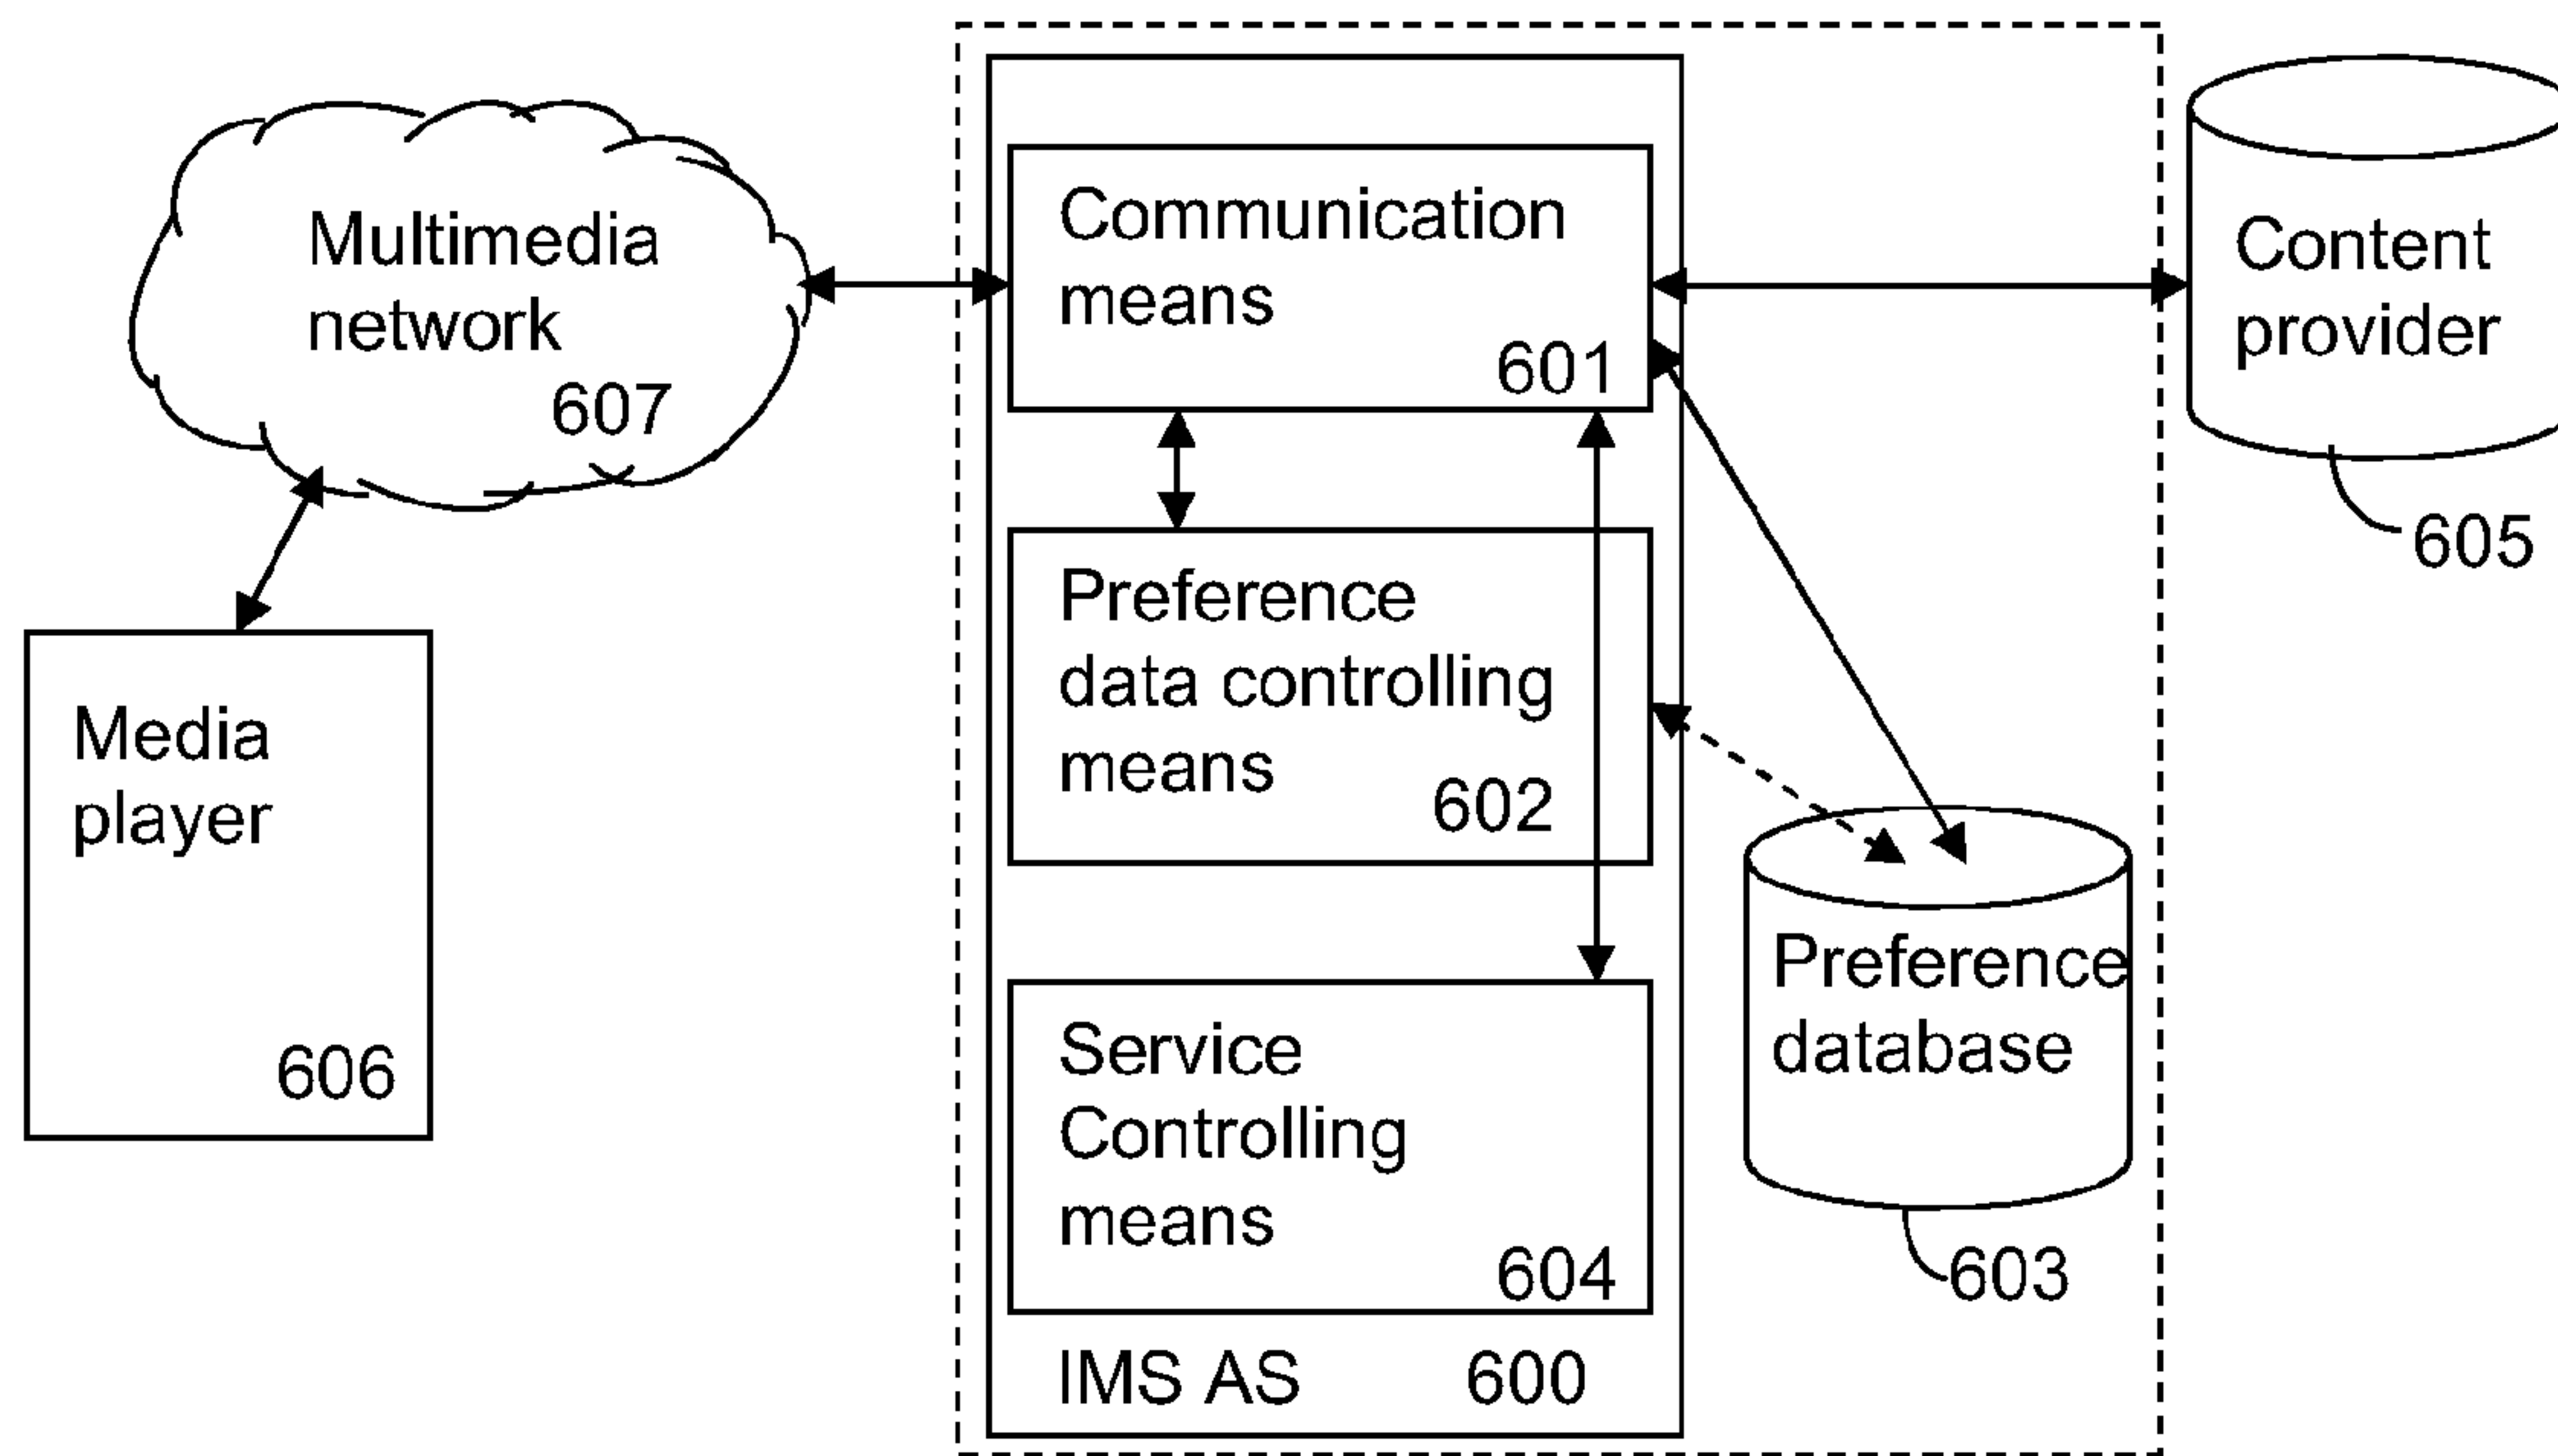 Multimedia
network
607
Media
player
606
Communication
means
601
Preference
data controlling
means
602
Service
Controlling
means
604
IMS AS 600
Preference
database
603
Content
provider
605